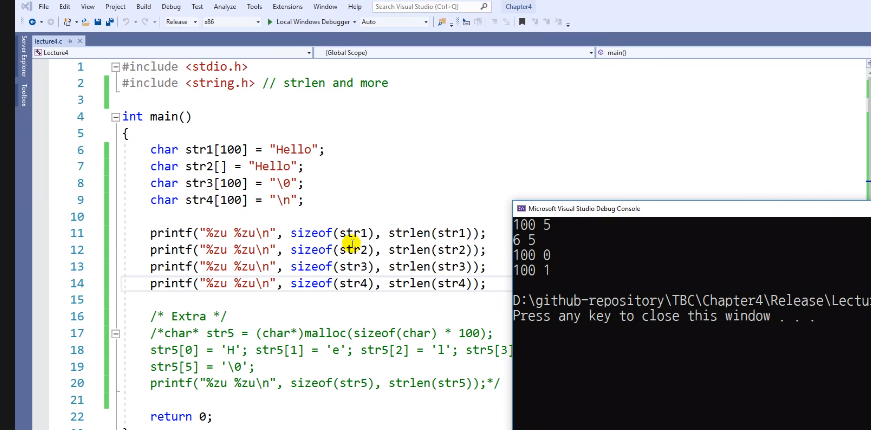 File Edit View Project Build Debug Test Analyze Tools Extensions Window Help Search Visual Studio (Ctrl+Q) Chapter4
Release x86 Local Windows Debugger Auto
lecture4.c
Lecture4 (Global Scope) main()
Server Explorer
Toolbox
1 #include <stdio.h>
2 #include <string.h> // strlen and more
3
4 int main()
5 {
6 char str1[100] = "Hello";
7 char str2[] = "Hello";
8 char str3[100] = "\0";
9 char str4[100] = "\n";
10
11 printf("%zu %zu\n", sizeof(str1), strlen(str1));
12 printf("%zu %zu\n", sizeof(str2), strlen(str2));
13 printf("%zu %zu\n", sizeof(str3), strlen(str3));
14 printf("%zu %zu\n", sizeof(str4), strlen(str4));
15
16 /* Extra */
17 /*char* str5 = (char*)malloc(sizeof(char) * 100);
18 str5[0] = 'H'; str5[1] = 'e'; str5[2] = 'l'; str5[3]
19 str5[5] = '\0';
20 printf("%zu %zu\n", sizeof(str5), strlen(str5));*/
21
22 return 0;
Microsoft Visual Studio Debug Console
100 5
6 5
100 0
100 1
D:\github-repository\TBC\Chapter4\Release\Lectu
Press any key to close this window . . .